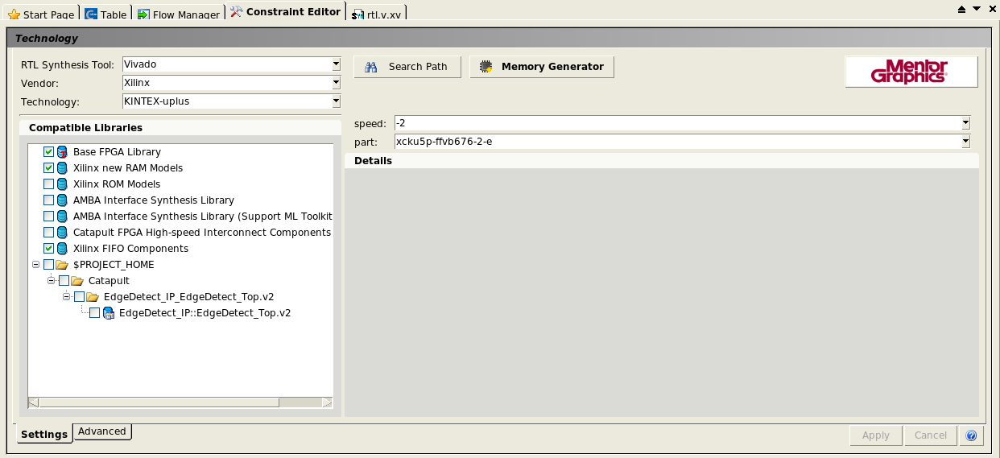 Start Page
Table
Flow Manager
Constraint Editor
rtl.v.xv
Technology
RTL Synthesis Tool: Vivado
Vendor: Xilinx
Technology: KINTEX-uplus
Search Path
Memory Generator
Mentor
Graphics
Compatible Libraries
Base FPGA Library
Xilinx new RAM Models
Xilinx ROM Models
AMBA Interface Synthesis Library
AMBA Interface Synthesis Library (Support ML Toolkit
Catapult FPGA High-speed Interconnect Components
Xilinx FIFO Components
$PROJECT_HOME
Catapult
EdgeDetect_IP_EdgeDetect_Top.v2
EdgeDetect_IP::EdgeDetect_Top.v2
speed: -2
part: xcku5p-ffvb676-2-e
Details
Settings
Advanced
Apply
Cancel